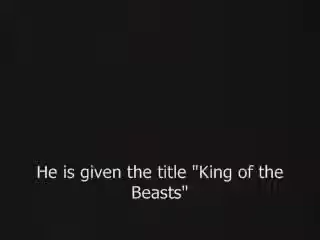 He is given the title "King of the
Beasts"